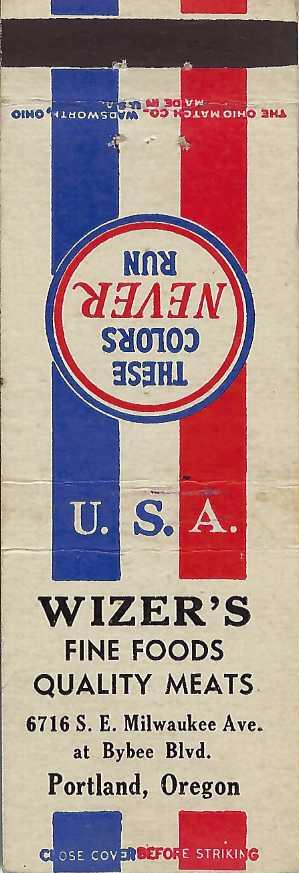 THE OHIO MATCH CO., WADSWORTH, OHIO
MADE IN U.S.A.
THESE
COLORS
NEVER
RUN
U. S. A.
WIZER'S
FINE FOODS
QUALITY MEATS
6716 S. E. Milwaukee Ave.
at Bybee Blvd.
Portland, Oregon
CLOSE COVER BEFORE STRIKING